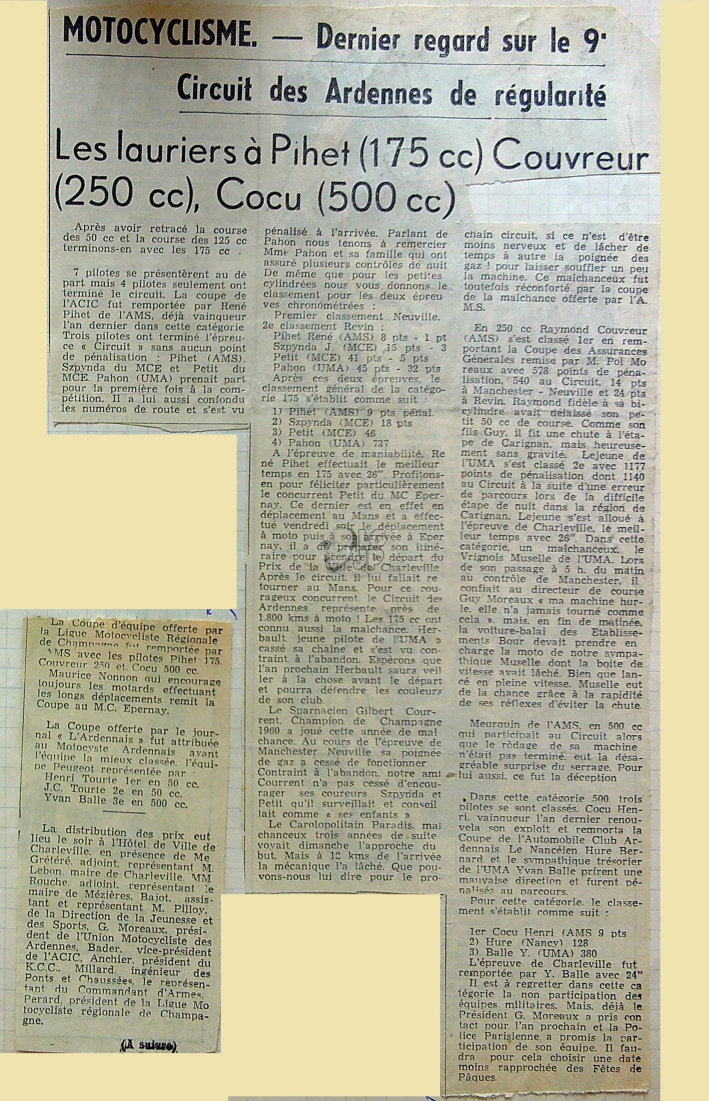 MOTOCYCLISME. — Dernier regard sur le 9e
Circuit des Ardennes de régularité
Les lauriers à Pihet (175 cc) Couvreur
(250 cc), Cocu (500 cc)
Après avoir retracé la course
des 50 cc et la course des 125 cc
terminons-en avec les 175 cc .
7 pilotes se présentèrent au dé
part mais 4 pilotes seulement ont
terminé le circuit. La coupe de
l'ACIC fut remportée par René
Pihet de l'AMS, déjà vainqueur
l'an dernier dans cette catégorie
Trois pilotes ont terminé l'épreu-
ce « Circuit » sans aucun point
de pénalisation : Pihet (AMS),
Szpynda du MCE et Petit du
MCE. Pahon (UMA) prenait part
pour la première fois à la com-
pétition. Il a lui aussi confondu
les numéros de route et s'est vu
pénalisé à l'arrivée. Parlant de
Pahon nous tenons à remercier
Mme Pahon et sa famille qui ont
assuré plusieurs contrôles de nuit
De même que pour les petites
cylindrées nous vous donnons le
classement pour les deux épreu
ves chronométrées :
Premier classement Neuville,
2e classement Revin :
Pihet René (AMS) 8 pts - 1 pt
Szpynda J. (MCE) 15 pts - 3
Petit (MCE) 41 pts - 5 pts
Pahon (UMA) 45 pts - 32 pts
Après ces deux épreuves, le
classement général de la catégo-
rie 175 s'établit comme suit :
1) Pihet (AMS) 9 pts pénal.
2) Szpynda (MCE) 18 pts
3) Petit (MCE) 46
4) Pahon (UMA) 737
A l'épreuve de maniabilité, Re
né Pihet effectuait le meilleur
temps en 175 avec 26". Profitons-
en pour féliciter particulièrement
le concurrent Petit du MC Eper-
nay. Ce dernier est en effet en
déplacement au Mans et a effec-
tué vendredi soir le déplacement
à moto puis à son arrivée à Eper
nay, il a dû préparer son itiné-
raire pour prendre le départ du
Prix de la Ville de Charleville
Après le circuit, il lui fallait re
tourner au Mans. Pour ce cou-
rageux concurrent le Circuit des
Ardennes représente près de
1.800 kms à moto ! Les 175 cc ont
connu aussi la malchance. Her-
bault jeune pilote de l'UMA a
cassé sa chaine et s'est vu con-
traint à l'abandon. Espérons que
l'an prochain Herbault saura veil
ler à la chose avant le départ
et pourra défendre les couleurs
de son club.
Le Sparnacien Gilbert Cour-
rent, Champion de Champagne
1960 a joué cette année de mal
chance. Au cours de l'épreuve de
Manchester Neuville sa poignée
de gaz a cessé de fonctionner
Contraint à l'abandon, notre ami
Courrent n'a pas cessé d'encou-
rager ses coureurs Szpynda et
Petit qu'il surveillait et conseil
lait comme « ses enfants »
Le Carolopolitain Paradis, mal
chanceux trois années de suite
voyait dimanche l'approche du
but. Mais à 12 kms de l'arrivée
la mécanique l'a lâché. Que pou-
vons-nous lui dire pour le pro-
chain circuit, si ce n'est d'être
moins nerveux et de lâcher de
temps à autre la poignée des
gaz ! pour laisser souffler un peu
la machine. Ce malchanceux fut
toutefois réconforté par la coupe
de la malchance offerte par l'A.
M.S.
En 250 cc Raymond Couvreur
(AMS) s'est classé 1er en rem-
portant la Coupe des Assurances
Générales remise par M. Pol Mo
reaux avec 578 points de péna-
lisation, 540 au Circuit, 14 pts
à Manchester - Neuville et 24 pts
à Revin. Raymond fidèle à sa bi-
cylindre avait délaissé son pe-
tit 50 cc de course. Comme son
fils Guy, il fit une chute à l'éta-
pe de Carignan, mais heureuse-
ment sans gravité. Lejeune de
l'UMA s'est classé 2e avec 1177
points de pénalisation dont 1140
au Circuit à la suite d'une erreur
de parcours lors de la difficile
étape de nuit dans la région de
Carignan. Lejeune s'est alloué à
l'épreuve de Charleville, le meil-
leur temps avec 26". Dans cette
catégorie, un malchanceux, le
Vrignois Muselle de l'UMA. Lors
de son passage à 5 h. du matin
au contrôle de Manchester, il
confiait au directeur de course
Guy Moreaux « ma machine hur-
le, elle n'a jamais tourné comme
cela », mais, en fin de matinée,
la voiture-balai des Etablisse-
ments Bour devait prendre en
charge la moto de notre sympa-
thique Muselle dont la boite de
vitesse avait lâché. Bien que lan-
cé en pleine vitesse, Muselle eut
de la chance grâce à la rapidité
de ses réflexes d'éviter la chute
Meurquin de l'AMS, en 500 cc
qui participait au Circuit alors
que le rôdage de sa machine
n'était pas terminé, eut la désa-
gréable surprise du serrage. Pour
lui aussi, ce fut la déception
Dans cette catégorie 500, trois
pilotes se sont classés. Cocu Hen-
ri, vainqueur l'an dernier renou-
vela son exploit et remporta la
Coupe de l'Automobile Club Ar-
dennais. Le Nancéien Hure Ber-
nard et le sympathique trésorier
de l'UMA Yvan Balle prirent une
mauvaise direction et furent pé-
nalisés au parcours.
Pour cette catégorie, le classe-
ment s'établit comme suit :
1er Cocu Henri (AMS 9 pts
2) Hure (Nancy) 128
3) Balle Y. (UMA) 380
L'épreuve de Charleville fut
remportée par Y. Balle avec 24"
Il est à regretter dans cette ca
tégorie la non participation des
équipes militaires. Mais, déjà le
Président G. Moreaux a pris con
tact pour l'an prochain et la Po-
lice Parisienne a promis la par-
ticipation de son équipe. Il fau-
dra pour cela choisir une date
moins rapprochée des Fêtes de
Pâques
La Coupe d'équipe offerte par
la Ligue Motocycliste Régionale
de Champagne fut remportée par
AMS avec les pilotes Pihet 175,
Couvreur 250 et Cocu 500 cc.
Maurice Nonnon qui encourage
toujours les motards effectuant
les longs déplacements remit la
Coupe au M.C. Epernay.
La Coupe offerte par le jour-
nal « L'Ardennais » fut attribuée
au Motocyste Ardennais ayant
l'équipe la mieux classée, l'équi-
pe Peugeot représentée par :
Henri Tourte 1er en 50 cc.
J.C. Tourte 2e en 50 cc.
Yvan Balle 3e en 500 cc.
La distribution des prix eut
lieu le soir à l'Hôtel de Ville de
Charleville, en présence de Me
Grétéré, adjoint, représentant M.
Lebon, maire de Charleville, MM
Rouche, adjoint, représentant le
maire de Mézières, Bajot, assis-
tant et représentant M. Pilloy,
de la Direction de la Jeunesse et
des Sports, G. Moreaux, prési-
dent de l'Union Motocycliste des
Ardennes, Bader, vice-président
de l'ACIC, Anchier, président du
K.C.C., Millard, ingénieur des
Ponts et Chaussées, le représen-
tant du Commandant d'Armes,
Perard, président de la Ligue Mo
tocycliste régionale de Champa-
gne.
(A suivre)